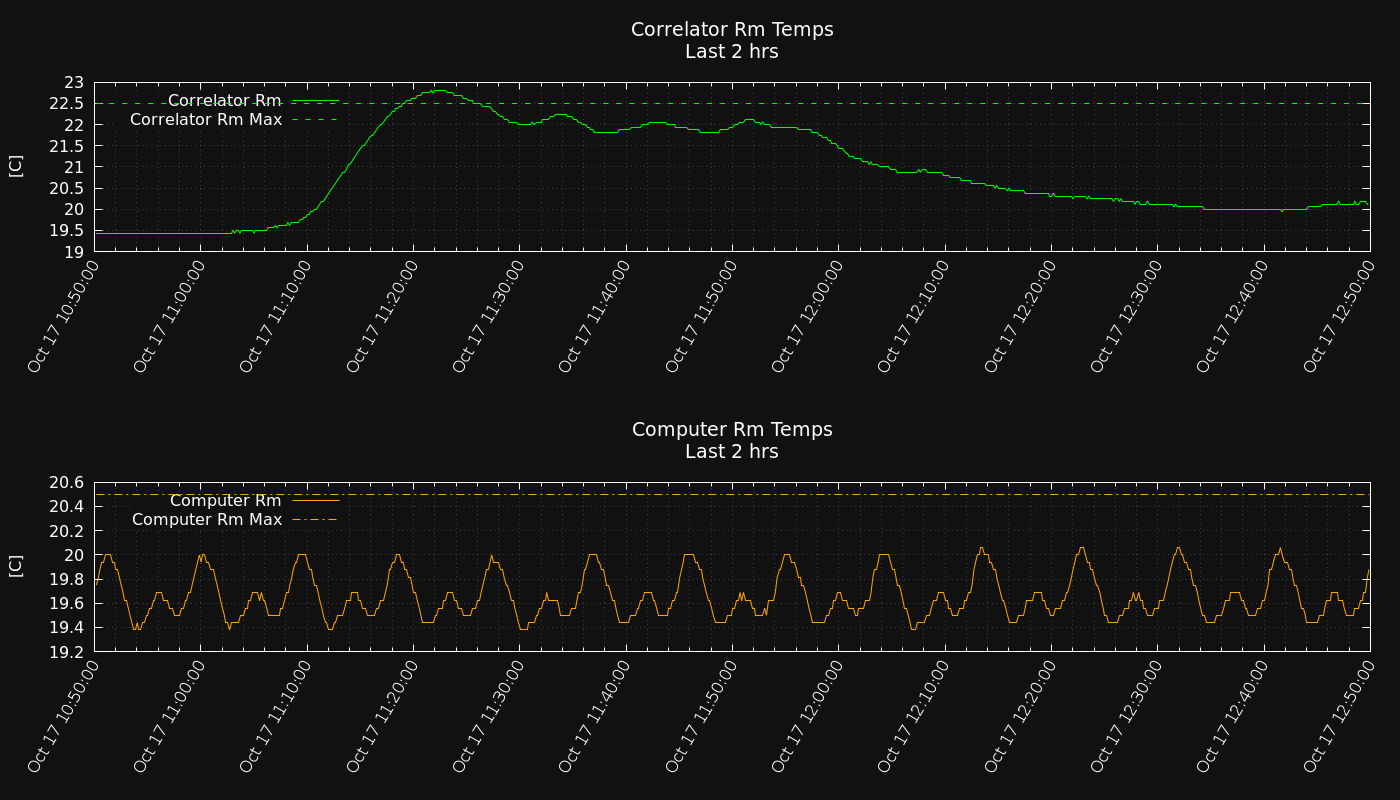 Correlator Rm Temps
Last 2 hrs
[C]
23
22.5
22
21.5
21
20.5
20
19.5
19
Correlator Rm
Correlator Rm Max
Oct 17 10:50:00
Oct 17 11:00:00
Oct 17 11:10:00
Oct 17 11:20:00
Oct 17 11:30:00
Oct 17 11:40:00
Oct 17 11:50:00
Oct 17 12:00:00
Oct 17 12:10:00
Oct 17 12:20:00
Oct 17 12:30:00
Oct 17 12:40:00
Oct 17 12:50:00
Computer Rm Temps
Last 2 hrs
[C]
20.6
20.4
20.2
20
19.8
19.6
19.4
19.2
Computer Rm
Computer Rm Max
Oct 17 10:50:00
Oct 17 11:00:00
Oct 17 11:10:00
Oct 17 11:20:00
Oct 17 11:30:00
Oct 17 11:40:00
Oct 17 11:50:00
Oct 17 12:00:00
Oct 17 12:10:00
Oct 17 12:20:00
Oct 17 12:30:00
Oct 17 12:40:00
Oct 17 12:50:00